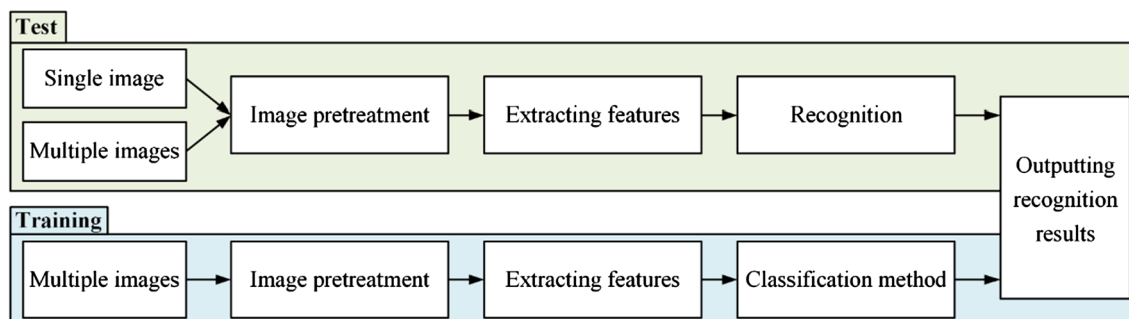 Test
Single image
Multiple images
Image pretreatment
Extracting features
Recognition
Outputting
recognition
results
Training
Multiple images
Image pretreatment
Extracting features
Classification method